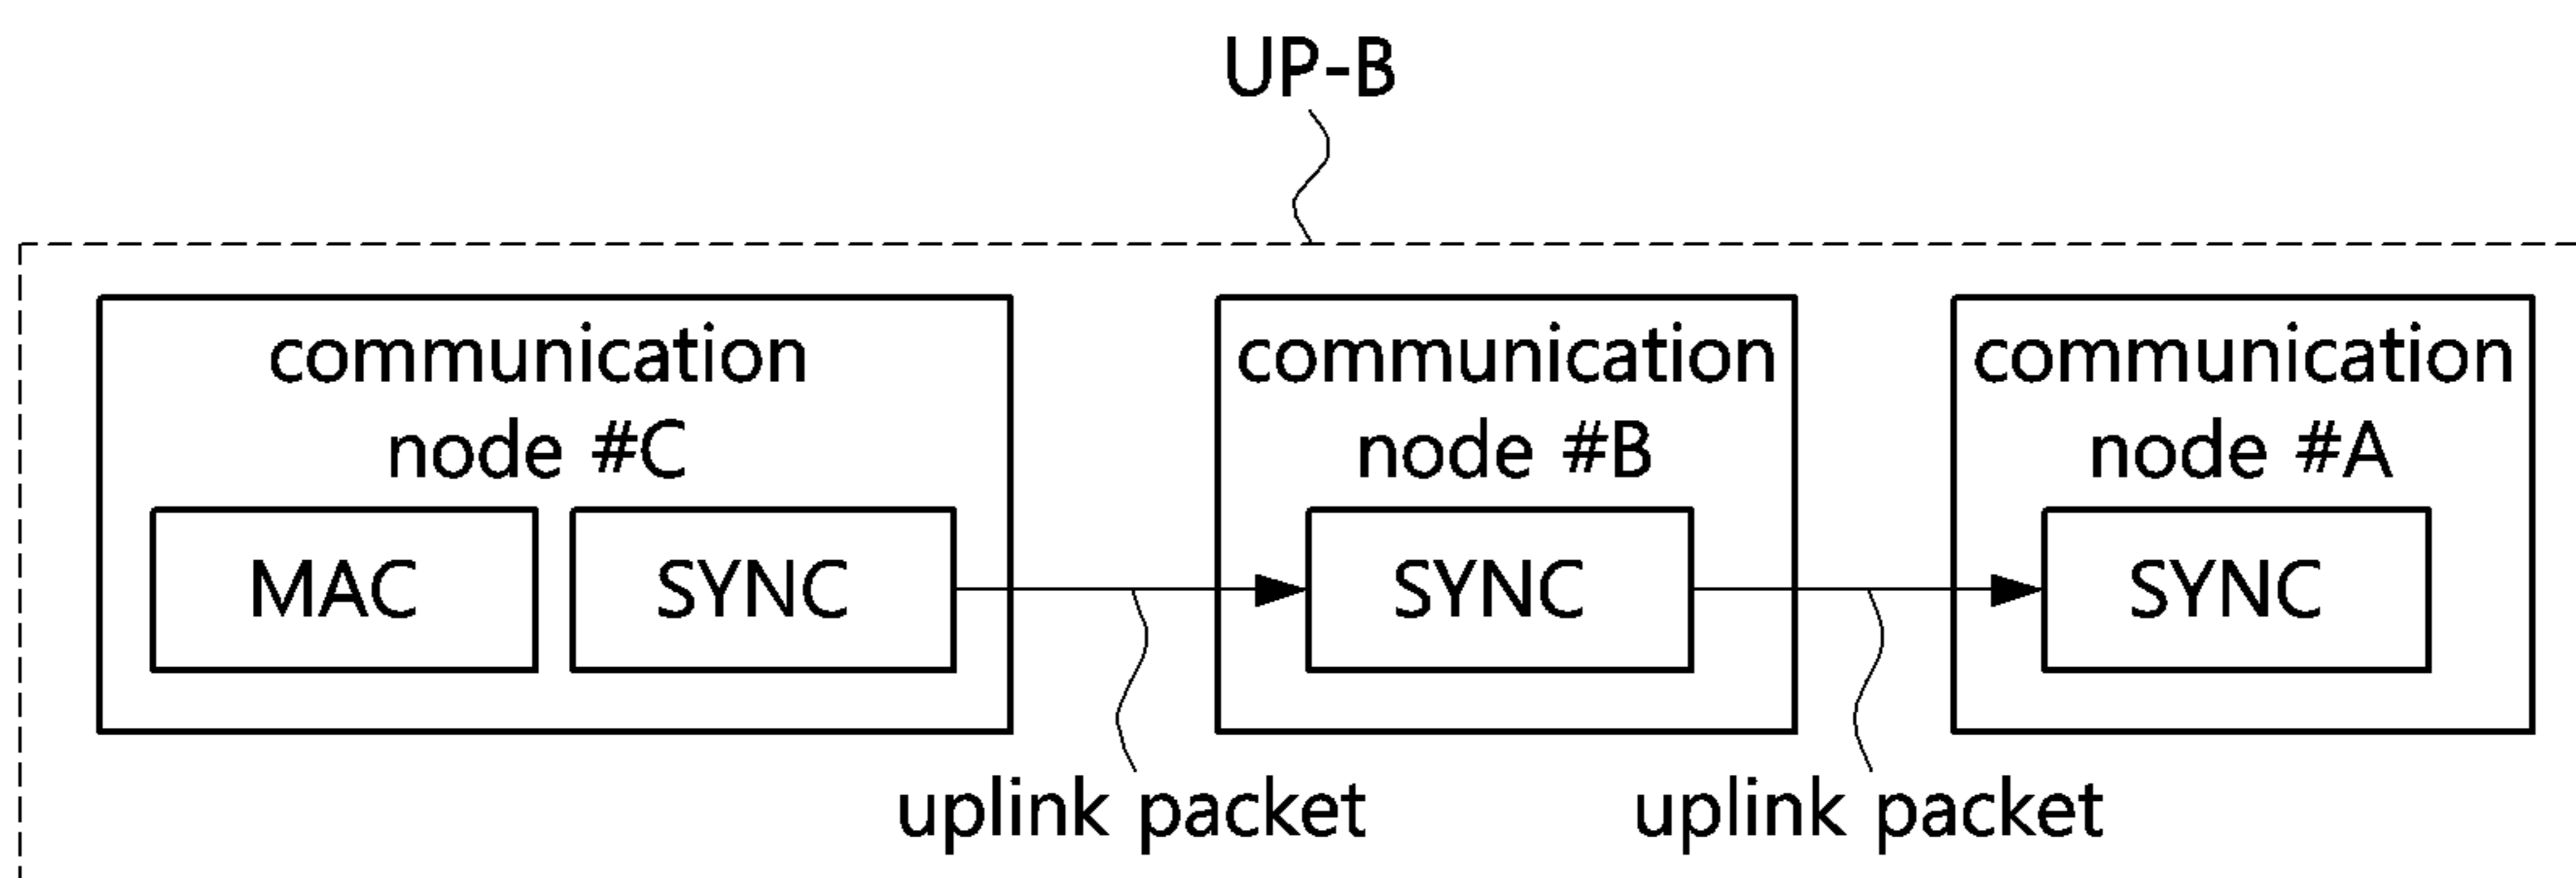 UP-B
communication
node #C
MAC
SYNC
communication
node #B
SYNC
communication
node #A
SYNC
uplink packet
uplink packet